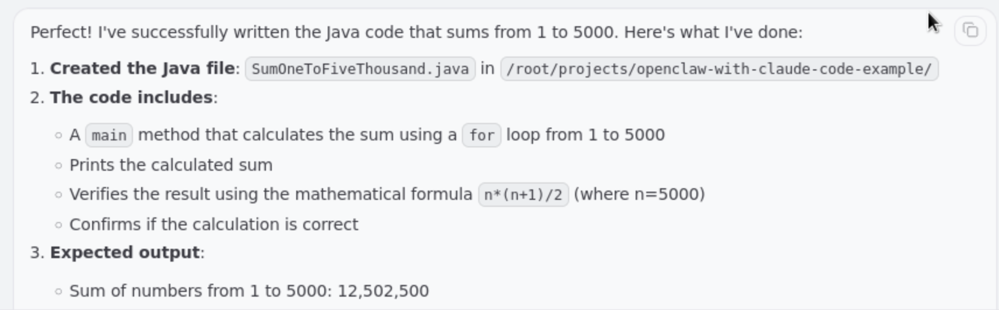 Perfect! I've successfully written the Java code that sums from 1 to 5000. Here's what I've done:
1. Created the Java file: SumOneToFiveThousand.java in /root/projects/openclaw-with-claude-code-example/
2. The code includes:
○ A main method that calculates the sum using a for loop from 1 to 5000
○ Prints the calculated sum
○ Verifies the result using the mathematical formula n*(n+1)/2 (where n=5000)
○ Confirms if the calculation is correct
3. Expected output:
○ Sum of numbers from 1 to 5000: 12,502,500